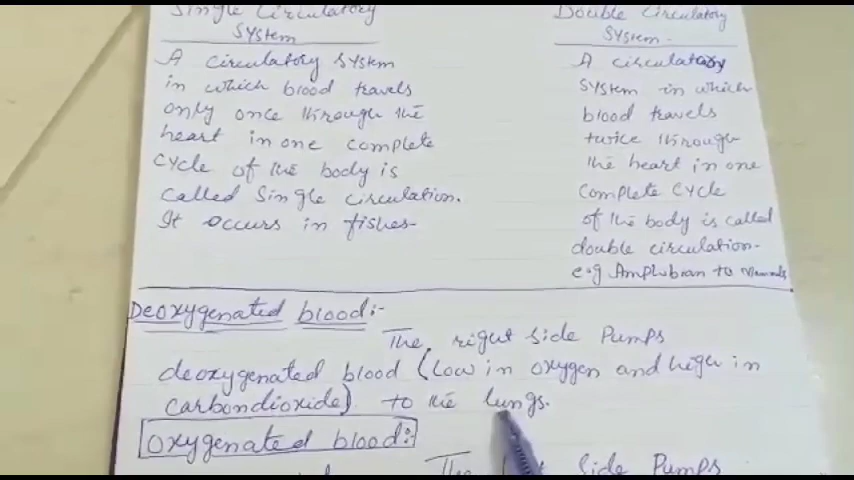 Single Circulatory
System
A circulatory system
in which blood travels
only once through the
heart in one complete
cycle of the body is
called single circulation.
It occurs in fishes-
Double Circulatory
System.
A circulatory
system in which
blood travels
twice through
the heart in one
complete cycle
of the body is called
double circulation-
e.g Amphibian to Mammals
Deoxygenated blood:-
The right side Pumps
deoxygenated blood (Low in oxygen and high in
carbondioxide) to the lungs.
Oxygenated blood:
The side Pumps